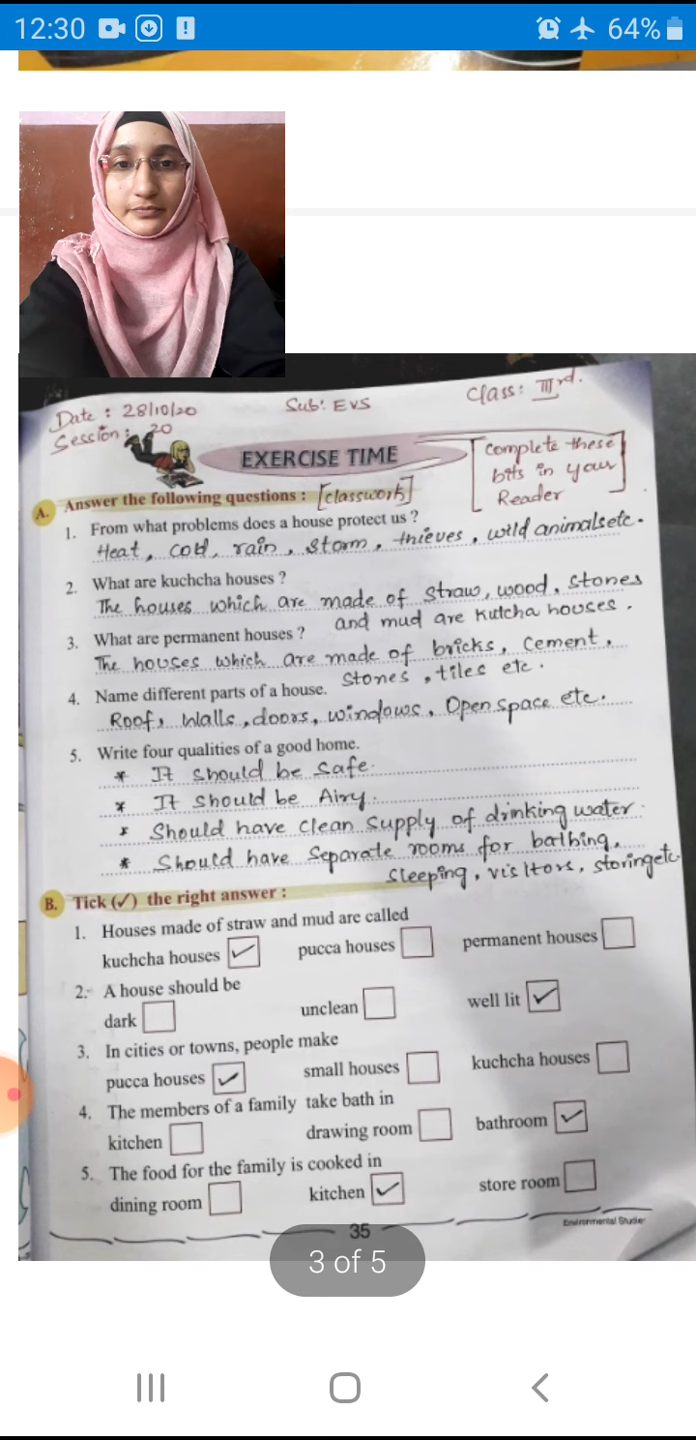 12:30
64%
Date : 28/10/20
Sub: EVS
Class: IIIrd.
Session: 20
EXERCISE TIME
[complete these
bits in your
Reader]
A. Answer the following questions : [classwork]
1. From what problems does a house protect us ?
Heat, cold, rain, storm, thieves, wild animals etc.
2. What are kuchcha houses ?
The houses which are made of straw, wood, stones
and mud are kutcha houses.
3. What are permanent houses ?
The houses which are made of bricks, cement,
stones, tiles etc.
4. Name different parts of a house.
Roof, walls, doors, windows, Open space etc.
5. Write four qualities of a good home.
* It should be safe.
* It should be Airy.
* Should have clean supply of drinking water.
* Should have separate rooms for bathing,
sleeping, visitors, storing etc
B. Tick (✓) the right answer :
1. Houses made of straw and mud are called
kuchcha houses ✓ pucca houses permanent houses
2. A house should be
dark unclean well lit ✓
3. In cities or towns, people make
pucca houses ✓ small houses kuchcha houses
4. The members of a family take bath in
kitchen drawing room bathroom ✓
5. The food for the family is cooked in
dining room kitchen ✓ store room
35
Environmental Studies
3 of 5